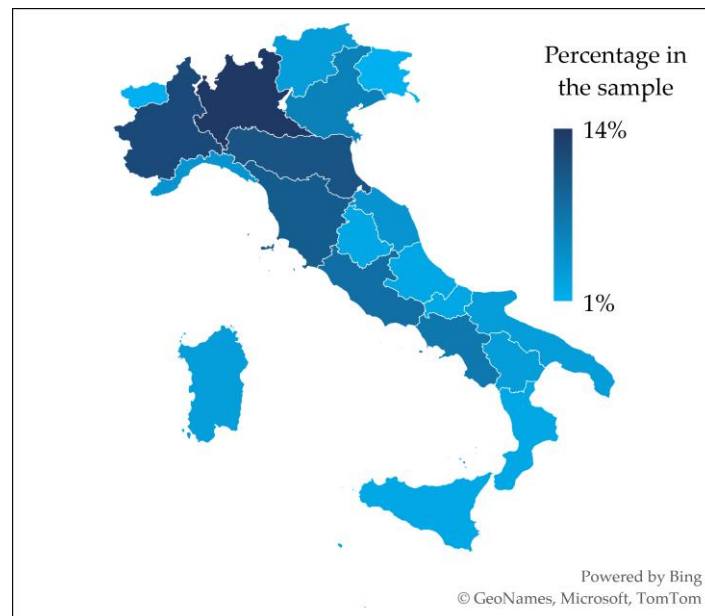 Percentage in
the sample
14%
1%
Powered by Bing
© GeoNames, Microsoft, TomTom